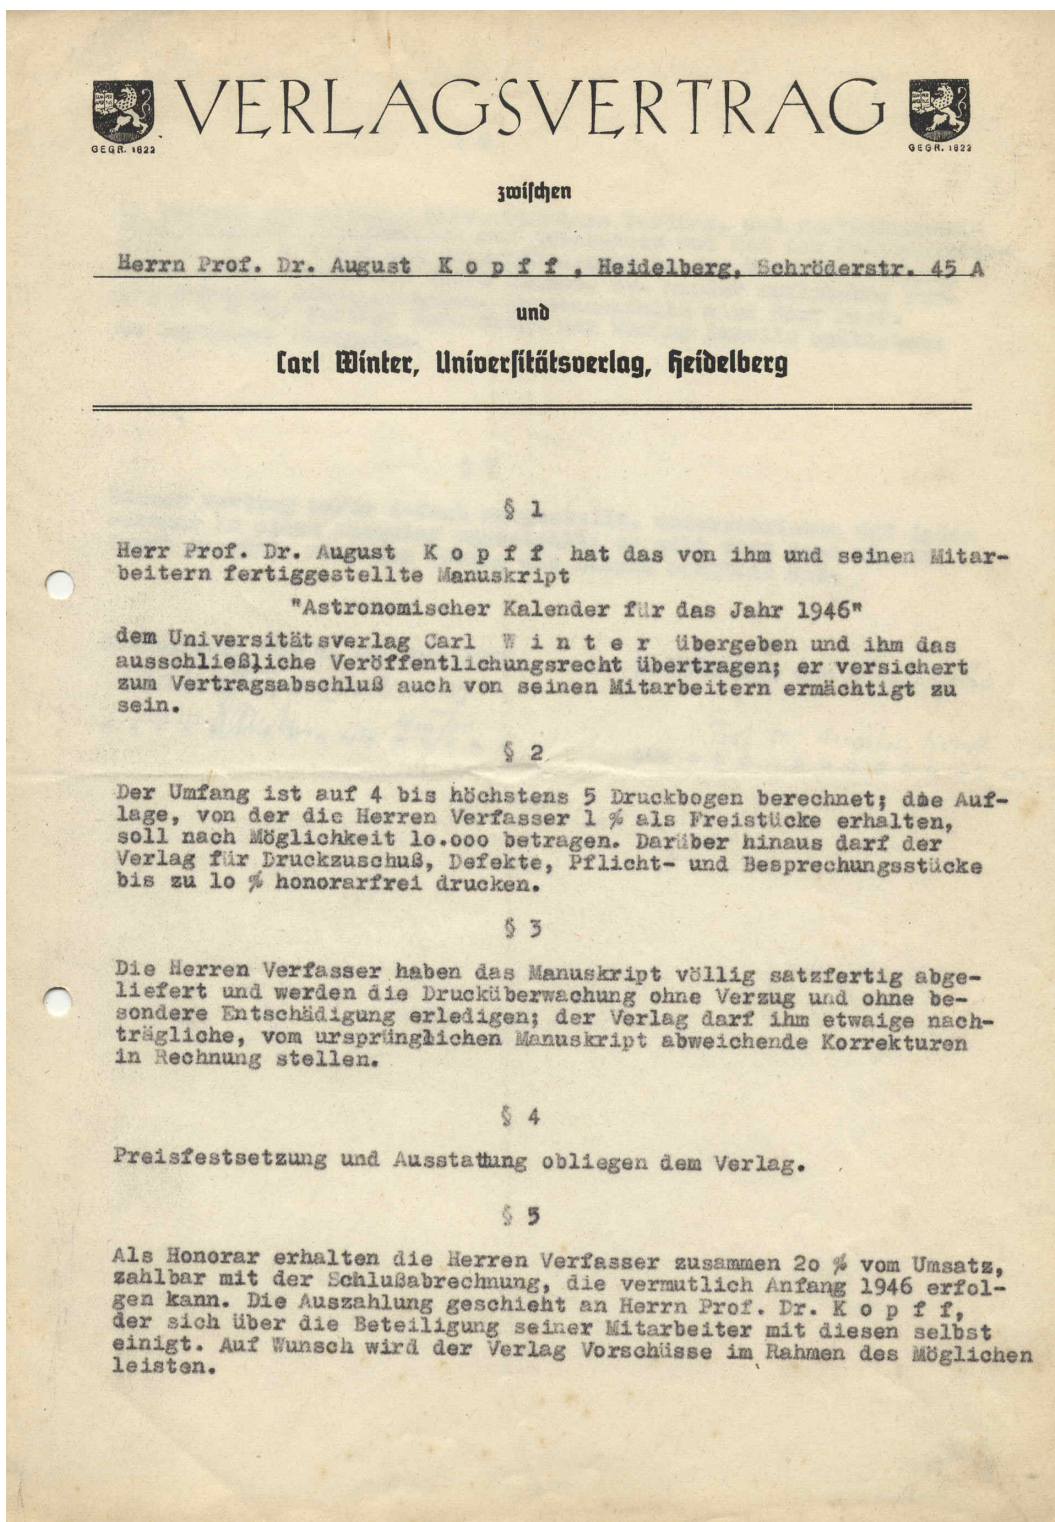 VERLAGSVERTRAG
GEGR. 1822
GEGR. 1822
zwischen
Herrn Prof. Dr. August K o p f f , Heidelberg, Schröderstr. 45 A
und
Carl Winter, Universitätsverlag, Heidelberg
§ 1
Herr Prof. Dr. August K o p f f hat das von ihm und seinen Mitar-
beitern fertiggestellte Manuskript
"Astronomischer Kalender für das Jahr 1946"
dem Universitätsverlag Carl W i n t e r übergeben und ihm das
ausschließliche Veröffentlichungsrecht übertragen; er versichert
zum Vertragsabschluß auch von seinen Mitarbeitern ermächtigt zu
sein.
§ 2
Der Umfang ist auf 4 bis höchstens 5 Druckbogen berechnet; die Auf-
lage, von der die Herren Verfasser 1 % als Freistücke erhalten,
soll nach Möglichkeit lo.ooo betragen. Darüber hinaus darf der
Verlag für Druckzuschuß, Defekte, Pflicht- und Besprechungsstücke
bis zu lo % honorarfrei drucken.
§ 3
Die Herren Verfasser haben das Manuskript völlig satzfertig abge-
liefert und werden die Drucküberwachung ohne Verzug und ohne be-
sondere Entschädigung erledigen; der Verlag darf ihm etwaige nach-
trägliche, vom ursprünglichen Manuskript abweichende Korrekturen
in Rechnung stellen.
§ 4
Preisfestsetzung und Ausstattung obliegen dem Verlag.
§ 5
Als Honorar erhalten die Herren Verfasser zusammen 2o % vom Umsatz,
zahlbar mit der Schlußabrechnung, die vermutlich Anfang 1946 erfol-
gen kann. Die Auszahlung geschieht an Herrn Prof. Dr. K o p f f,
der sich über die Beteiligung seiner Mitarbeiter mit diesen selbst
einigt. Auf Wunsch wird der Verlag Vorschüsse im Rahmen des Möglichen
leisten.